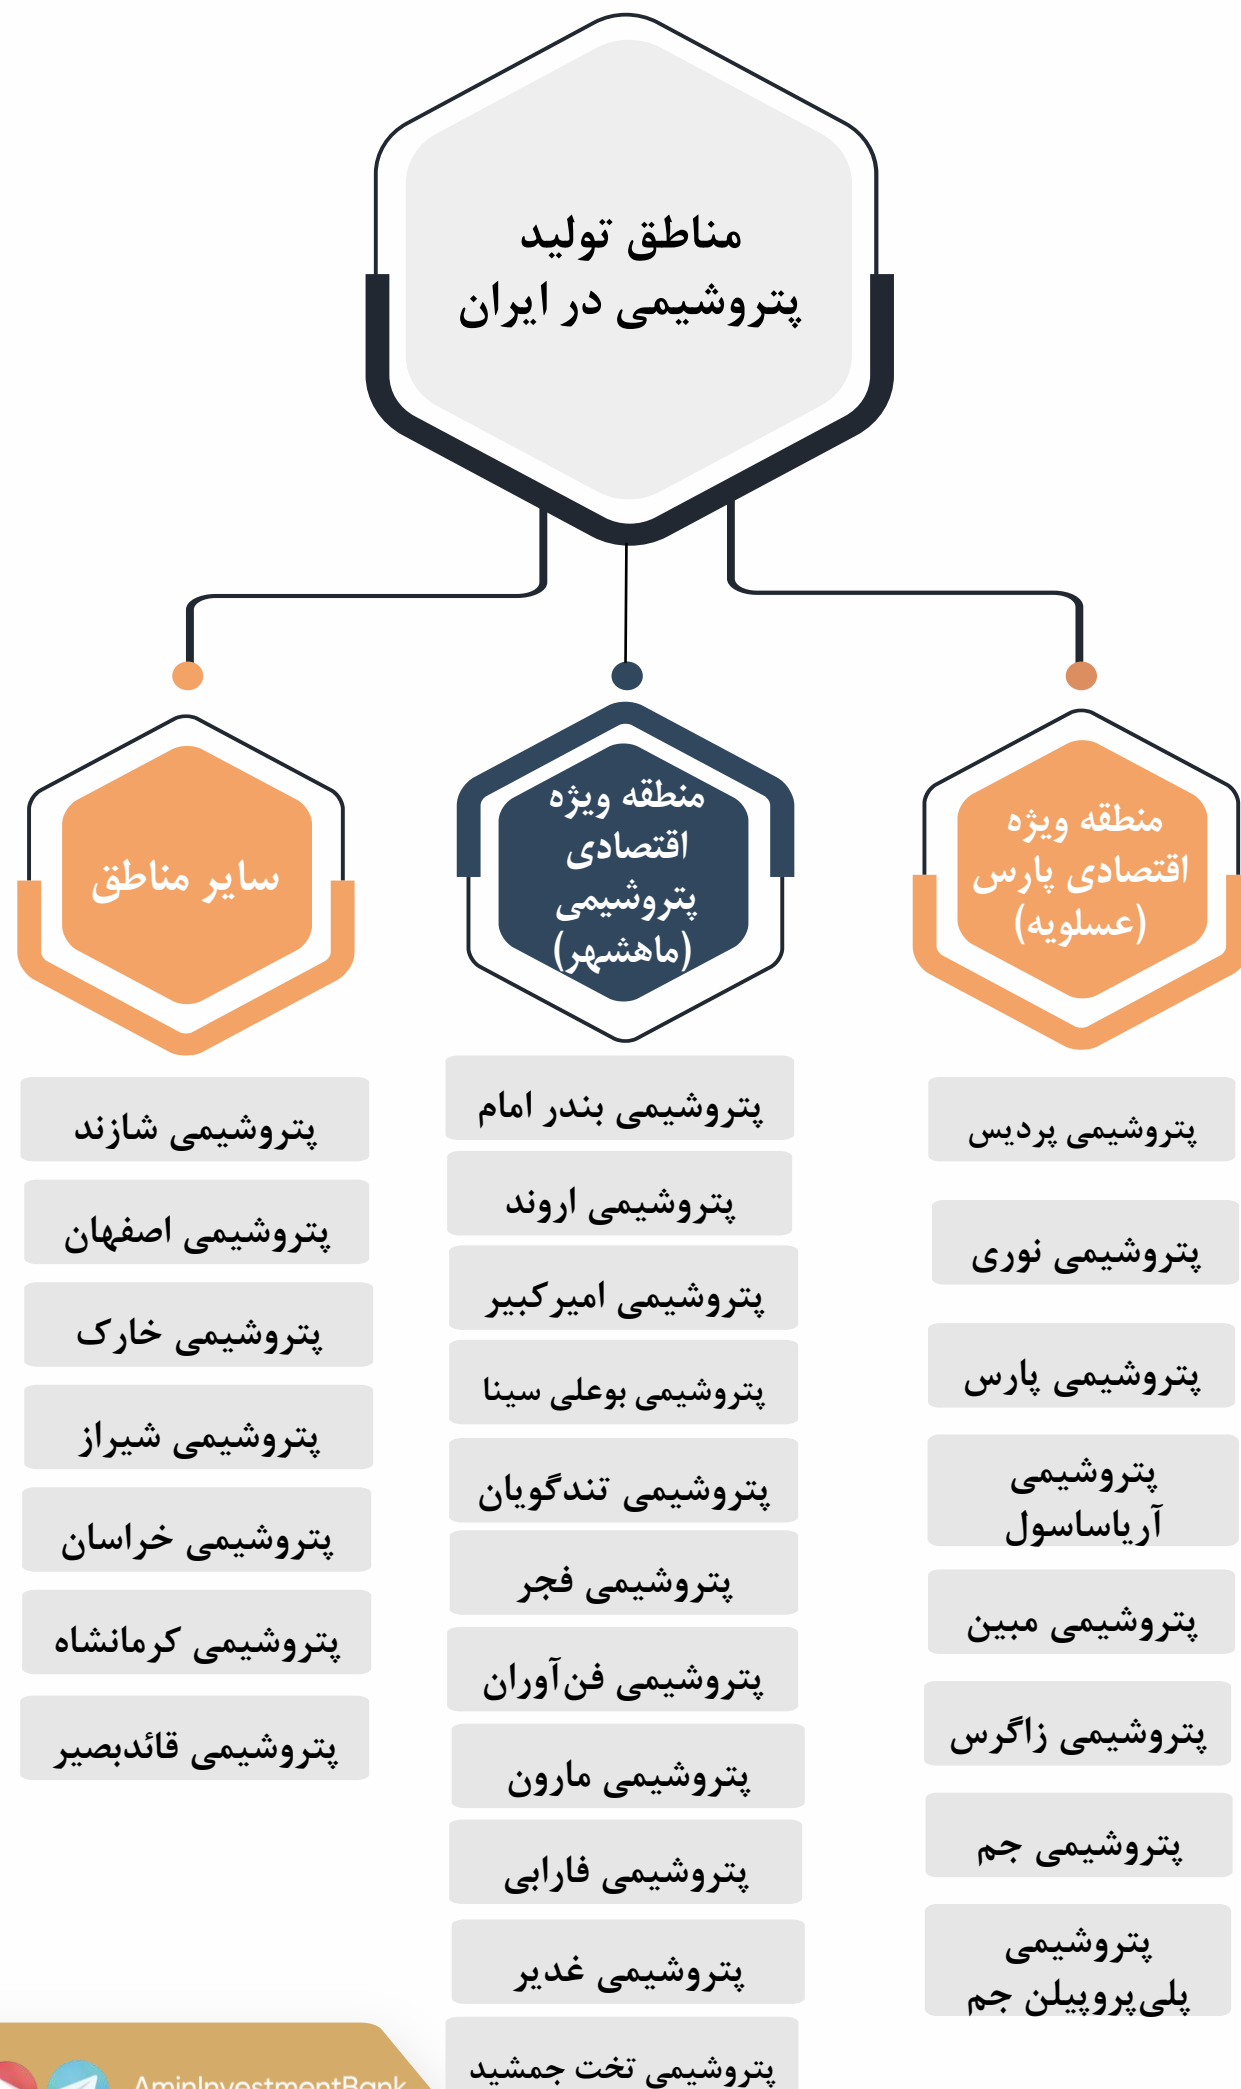 مناطق تولید
پتروشیمی در ایران
منطقه ویژه
اقتصادی پارس
(عسلویه)
پتروشیمی پردیس
پتروشیمی نوری
پتروشیمی پارس
پتروشیمی
آریاساسول
پتروشیمی مبین
پتروشیمی زاگرس
پتروشیمی جم
پتروشیمی
پلی‌پروپیلن جم
منطقه ویژه
اقتصادی
پتروشیمی
(ماهشهر)
پتروشیمی بندر امام
پتروشیمی اروند
پتروشیمی امیرکبیر
پتروشیمی بوعلی سینا
پتروشیمی تندگویان
پتروشیمی فجر
پتروشیمی فن‌آوران
پتروشیمی مارون
پتروشیمی فارابی
پتروشیمی غدیر
پتروشیمی تخت جمشید
سایر مناطق
پتروشیمی شازند
پتروشیمی اصفهان
پتروشیمی خارک
پتروشیمی شیراز
پتروشیمی خراسان
پتروشیمی کرمانشاه
پتروشیمی قائدبصیر
AminInvestmentBank